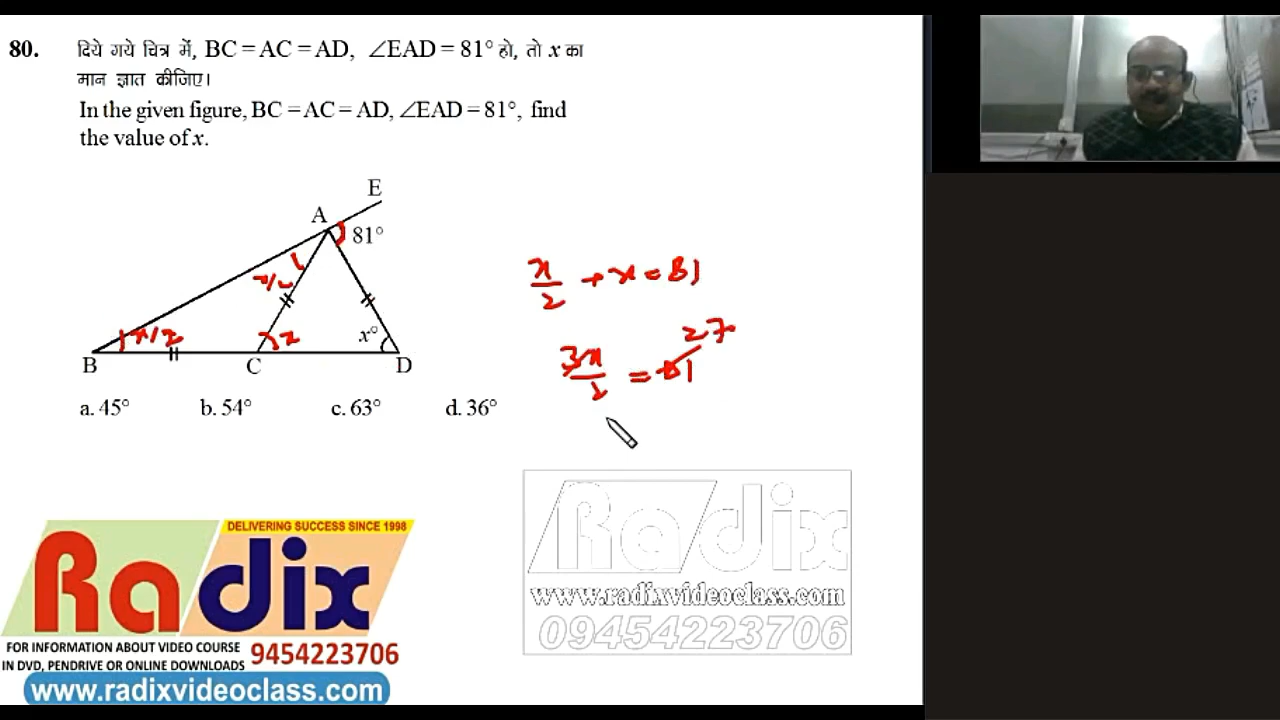 80. दिये गये चित्र में, BC = AC = AD, ∠EAD = 81° हो, तो x का
मान ज्ञात कीजिए।
In the given figure, BC = AC = AD, ∠EAD = 81°, find
the value of x.
E
A
81°
x/2
x/2
x
x°
B
C
D
x/2 + x = 81
3x/2 = 81
27
a. 45° b. 54° c. 63° d. 36°
DELIVERING SUCCESS SINCE 1998
Radix
FOR INFORMATION ABOUT VIDEO COURSE
IN DVD, PENDRIVE OR ONLINE DOWNLOADS
9454223706
www.radixvideoclass.com
Radix
www.radixvideoclass.com
09454223706